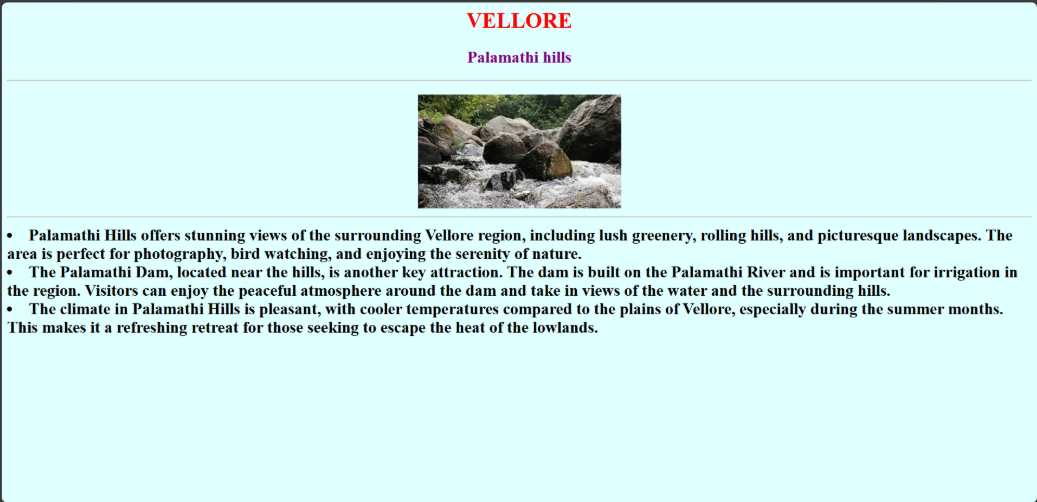 VELLORE
Palamathi hills
• Palamathi Hills offers stunning views of the surrounding Vellore region, including lush greenery, rolling hills, and picturesque landscapes. The
area is perfect for photography, bird watching, and enjoying the serenity of nature.
• The Palamathi Dam, located near the hills, is another key attraction. The dam is built on the Palamathi River and is important for irrigation in
the region. Visitors can enjoy the peaceful atmosphere around the dam and take in views of the water and the surrounding hills.
• The climate in Palamathi Hills is pleasant, with cooler temperatures compared to the plains of Vellore, especially during the summer months.
This makes it a refreshing retreat for those seeking to escape the heat of the lowlands.